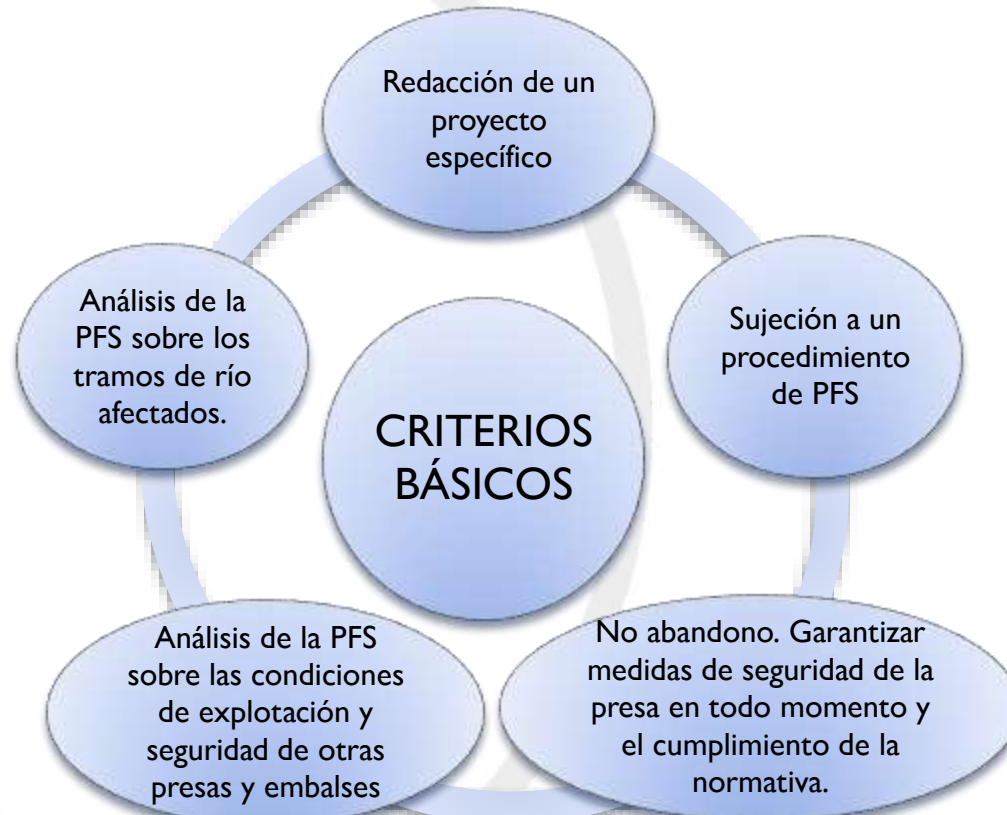 Redacción de un
proyecto
específico
Sujeción a un
procedimiento
de PFS
No abandono. Garantizar
medidas de seguridad de la
presa en todo momento y
el cumplimiento de la
normativa.
Análisis de la PFS
sobre las condiciones
de explotación y
seguridad de otras
presas y embalses
Análisis de la
PFS sobre los
tramos de río
afectados.
CRITERIOS
BÁSICOS